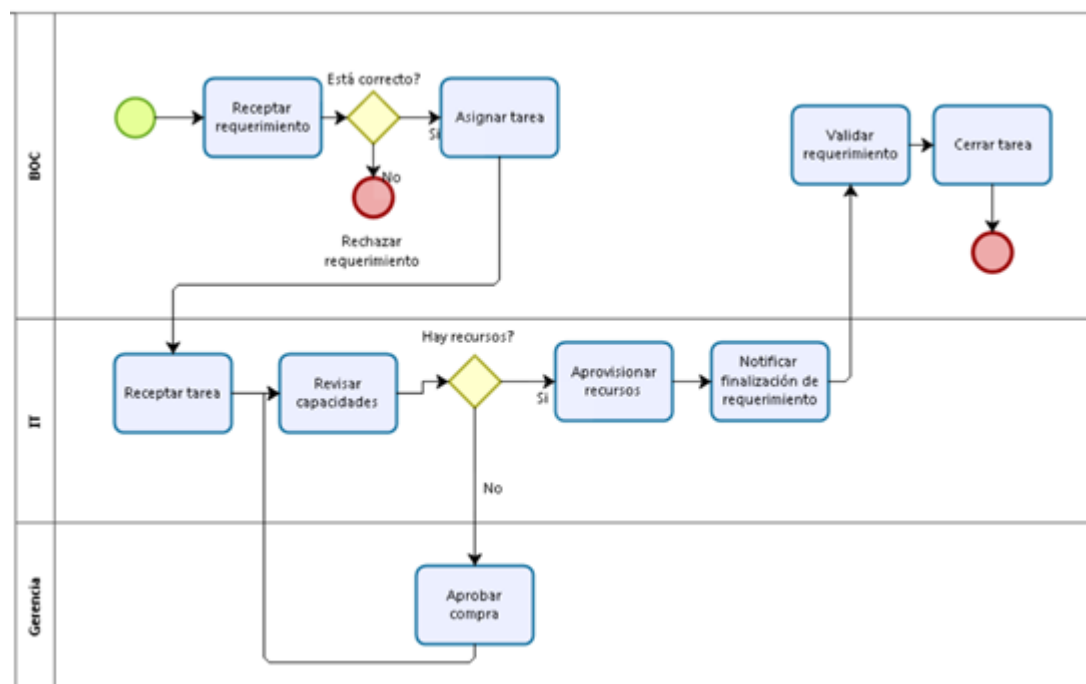 BOC
Está correcto?
Receptar
requerimiento
Si
Asignar tarea
No
Rechazar
requerimiento
Validar
requerimiento
Cerrar tarea
IT
Hay recursos?
Receptar tarea
Revisar
capacidades
Si
Aprovisionar
recursos
Notificar
finalización de
requerimiento
No
Gerencia
Aprobar
compra